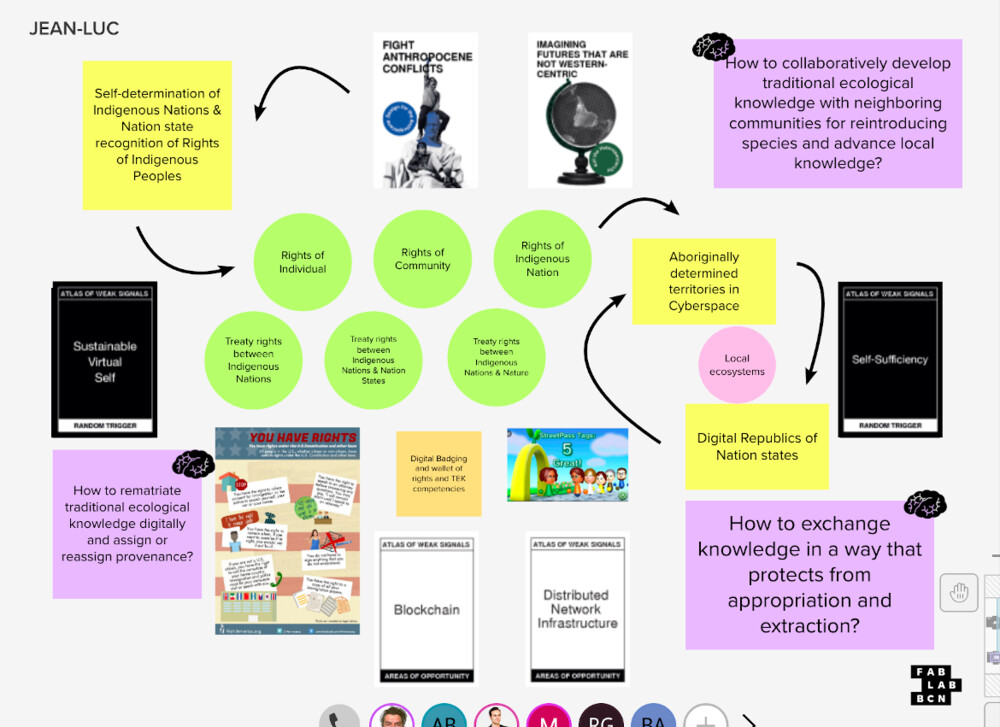 JEAN-LUC
FIGHT
ANTHROPOCENE
CONFLICTS
IMAGINING
FUTURES THAT ARE
NOT WESTERN-
CENTRIC
How to collaboratively develop
traditional ecological
knowledge with neighboring
communities for reintroducing
species and advance local
knowledge?
Self-determination of
Indigenous Nations &
Nation state
recognition of Rights
of Indigenous
Peoples
Rights of
Individual
Rights of
Community
Rights of
Indigenous
Nation
Aboriginally
determined
territories in
Cyberspace
ATLAS OF WEAK SIGNALS
Sustainable
Virtual
Self
RANDOM TRIGGER
Treaty rights
between
Indigenous
Nations
Treaty rights
between
Indigenous
Nations & Nation
States
Treaty rights
between
Indigenous
Nations & Nature
Local
ecosystems
ATLAS OF WEAK SIGNALS
Self-Sufficiency
RANDOM TRIGGER
Digital Republics of
Nation states
YOU HAVE RIGHTS
Digital Badging
and wallet of
rights and TEK
competencies
StreetPass Tags:
5
Great!
How to rematriate
traditional ecological
knowledge digitally
and assign or
reassign provenance?
How to exchange
knowledge in a way that
protects from
appropriation and
extraction?
ATLAS OF WEAK SIGNALS
Blockchain
AREAS OF OPPORTUNITY
ATLAS OF WEAK SIGNALS
Distributed
Network
Infrastructure
AREAS OF OPPORTUNITY
FAB
LAB
BCN
AB
M
RG
BA